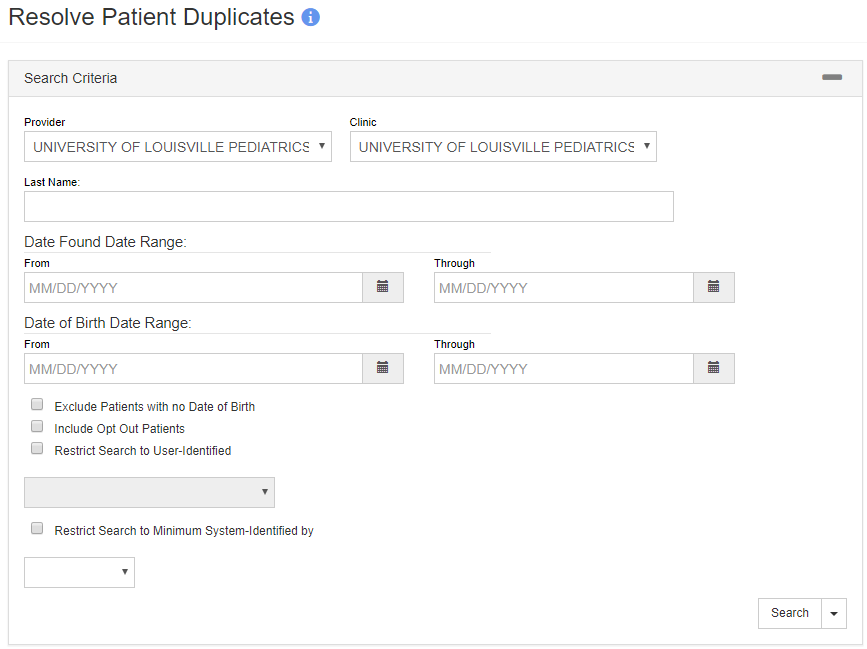 Resolve Patient Duplicates
Search Criteria
Provider Clinic
UNIVERSITY OF LOUISVILLE PEDIATRICS UNIVERSITY OF LOUISVILLE PEDIATRICS
Last Name:
Date Found Date Range:
From Through
MM/DD/YYYY MM/DD/YYYY
Date of Birth Date Range:
From Through
MM/DD/YYYY MM/DD/YYYY
Exclude Patients with no Date of Birth
Include Opt Out Patients
Restrict Search to User-Identified
Restrict Search to Minimum System-Identified by
Search